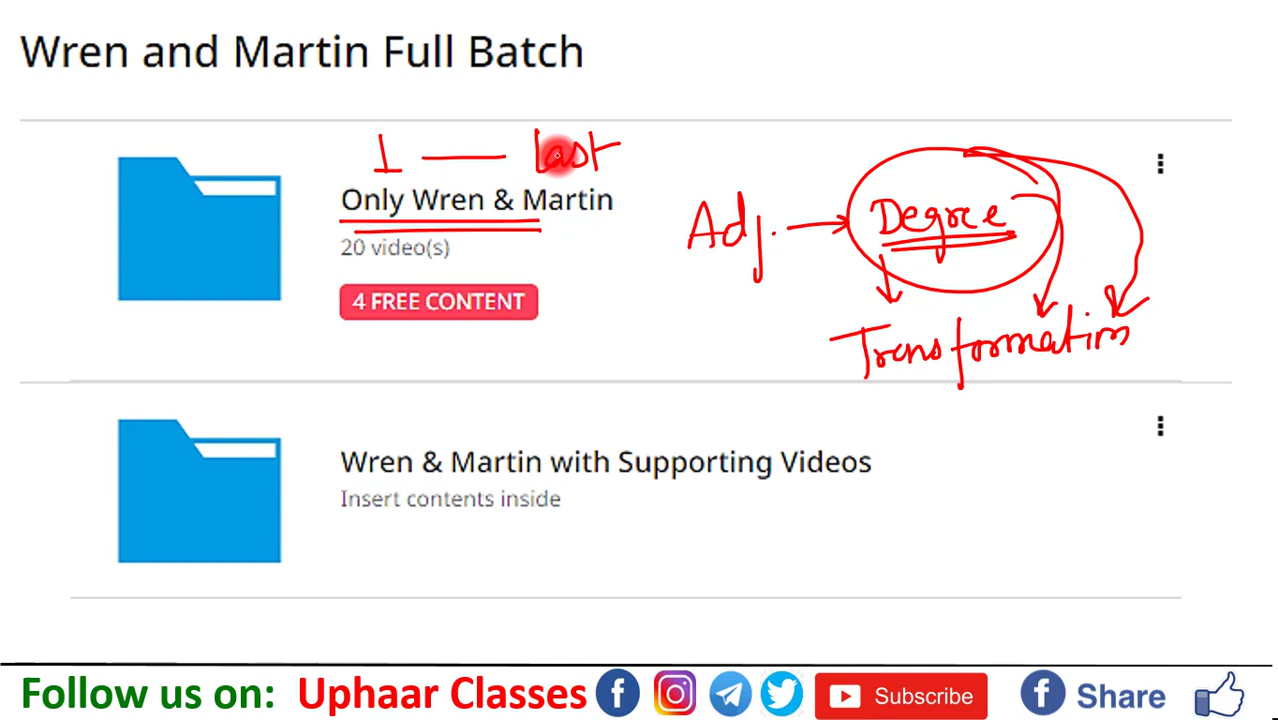 Wren and Martin Full Batch
1 — last
Only Wren & Martin
20 video(s)
4 FREE CONTENT
Adj. → Degree
Transformation
Wren & Martin with Supporting Videos
Insert contents inside
Follow us on: Uphaar Classes Subscribe Share